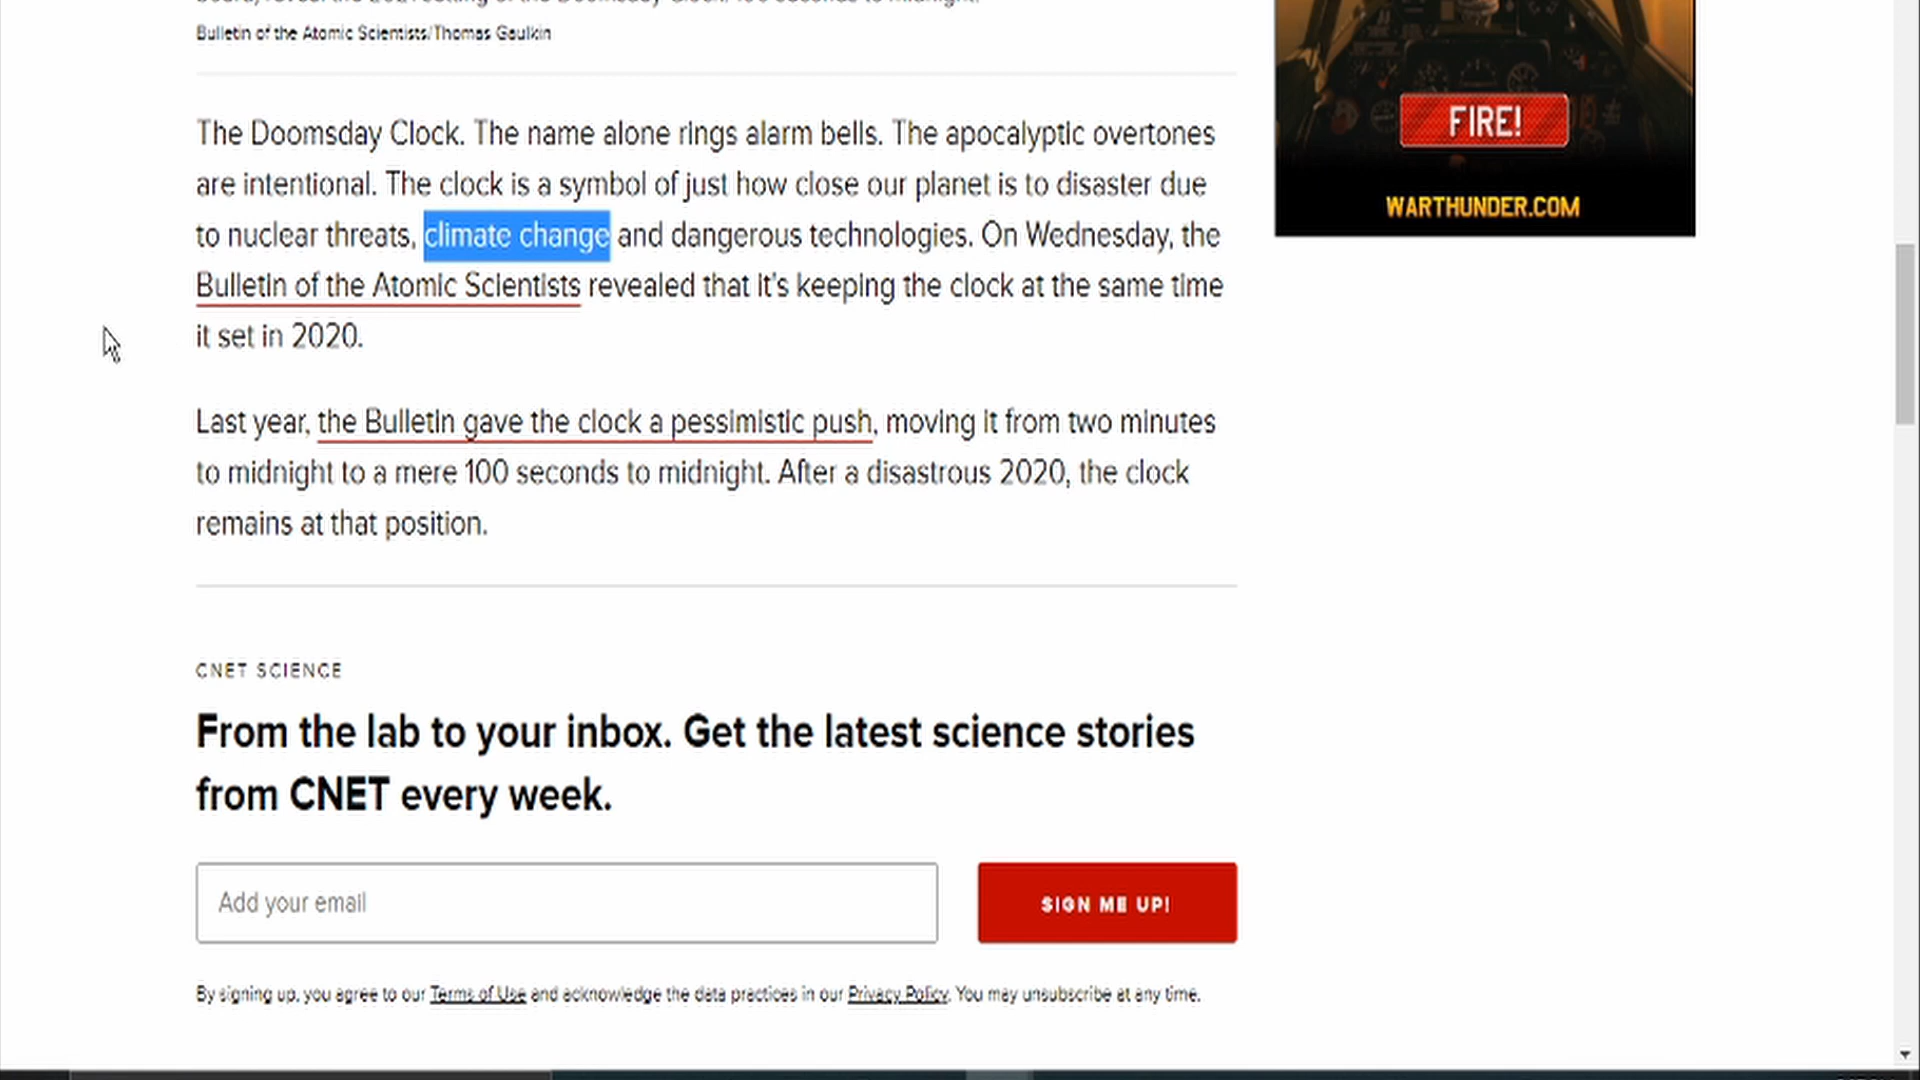 Bulletin of the Atomic Scientists/Thomas Gaulkin
The Doomsday Clock. The name alone rings alarm bells. The apocalyptic overtones
are intentional. The clock is a symbol of just how close our planet is to disaster due
to nuclear threats, climate change and dangerous technologies. On Wednesday, the
Bulletin of the Atomic Scientists revealed that it's keeping the clock at the same time
it set in 2020.
Last year, the Bulletin gave the clock a pessimistic push, moving it from two minutes
to midnight to a mere 100 seconds to midnight. After a disastrous 2020, the clock
remains at that position.
CNET SCIENCE
From the lab to your inbox. Get the latest science stories
from CNET every week.
Add your email
SIGN ME UP!
By signing up, you agree to our Terms of Use and acknowledge the data practices in our Privacy Policy. You may unsubscribe at any time.
FIRE!
WARTHUNDER.COM